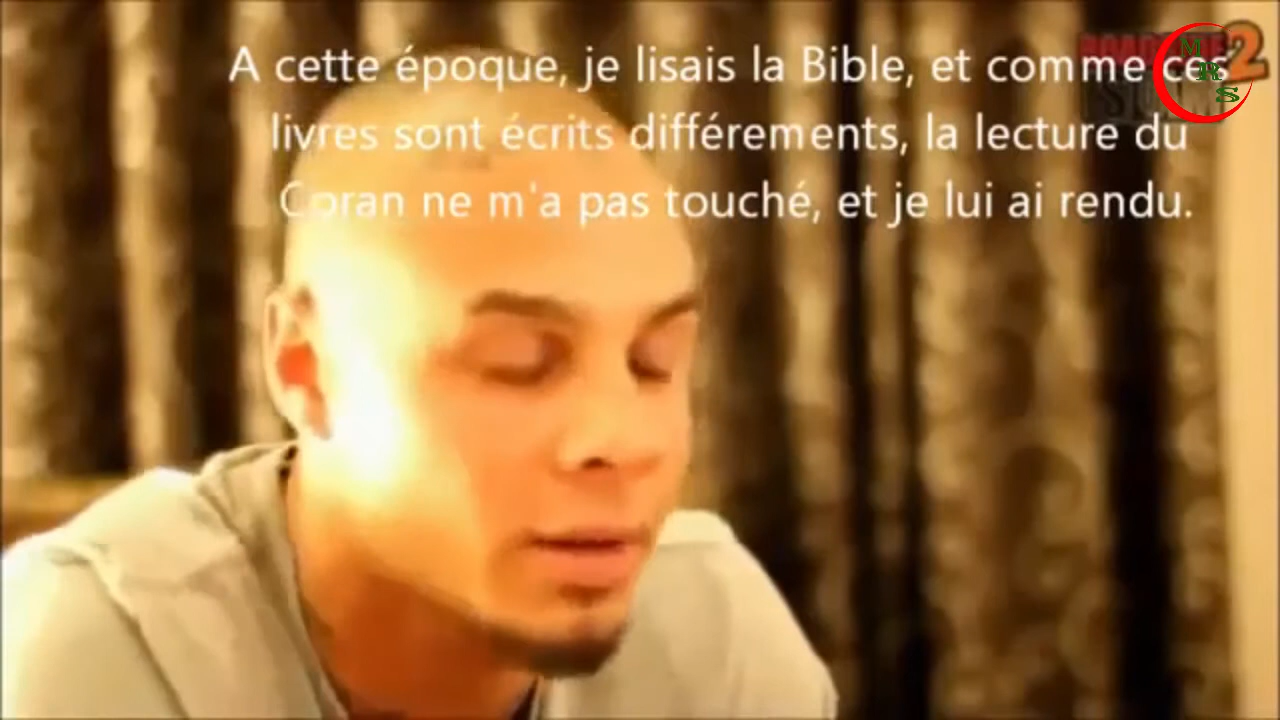 A cette époque, je lisais la Bible, et comme ces
livres sont écrits différements, la lecture du
Coran ne m'a pas touché, et je lui ai rendu.
M
R
S
2